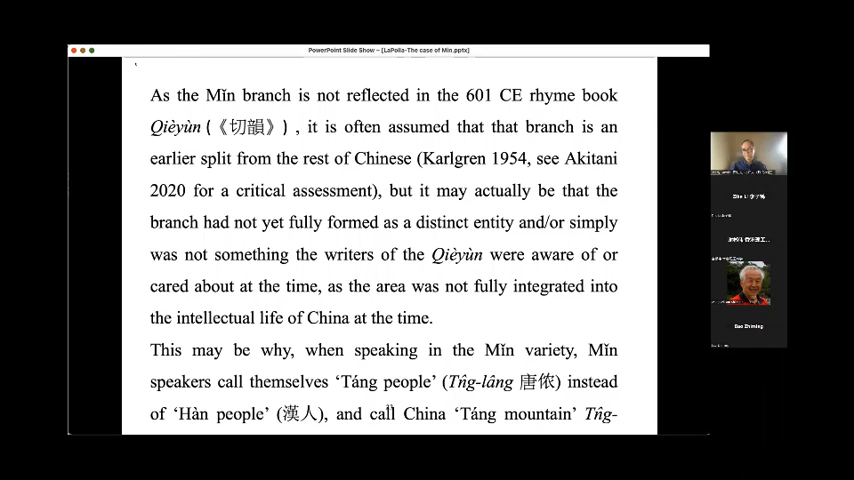 PowerPoint Slide Show – [LaPolla-The case of Min.pptx]
As the Mǐn branch is not reflected in the 601 CE rhyme book
Qièyùn (《切韻》) , it is often assumed that that branch is an
earlier split from the rest of Chinese (Karlgren 1954, see Akitani
2020 for a critical assessment), but it may actually be that the
branch had not yet fully formed as a distinct entity and/or simply
was not something the writers of the Qièyùn were aware of or
cared about at the time, as the area was not fully integrated into
the intellectual life of China at the time.
This may be why, when speaking in the Mǐn variety, Mǐn
speakers call themselves ‘Táng people’ (Tn̂g-lâng 唐侬) instead
of ‘Hàn people’ (漢人), and call China ‘Táng mountain’ Tn̂g-
Bao Zhiming